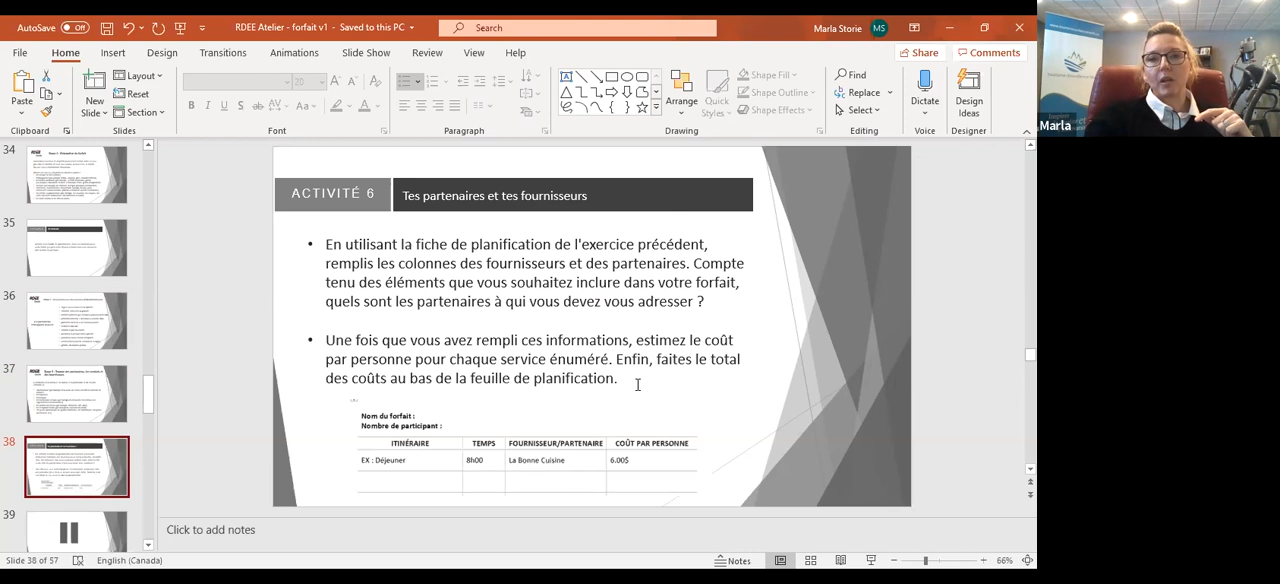 AutoSave Off RDEE Atelier - forfait v1 - Saved to this PC Search Marla Storie MS
File Home Insert Design Transitions Animations Slide Show Review View Help Share Comments
Paste New Slide Layout Reset Section
B I U S ab AV Aa A 20 A A A
Arrange Quick Styles Shape Fill Shape Outline Shape Effects
Find Replace Select Dictate Design Ideas
Clipboard Slides Font Paragraph Drawing Editing Voice Designer
Marla
34
35
36
37
38
39
ACTIVITÉ 6 Tes partenaires et tes fournisseurs
• En utilisant la fiche de planification de l'exercice précédent,
remplis les colonnes des fournisseurs et des partenaires. Compte
tenu des éléments que vous souhaitez inclure dans votre forfait,
quels sont les partenaires à qui vous devez vous adresser ?
• Une fois que vous avez rempli ces informations, estimez le coût
par personne pour chaque service énuméré. Enfin, faites le total
des coûts au bas de la feuille de planification.
Nom du forfait :
Nombre de participant :
ITINÉRAIRE TEMPS FOURNISSEUR/PARTENAIRE COÛT PAR PERSONNE
EX : Déjeuner 8h00 La Bonne Cuisine 6.00$
Click to add notes
Slide 38 of 57 English (Canada) Notes 66%